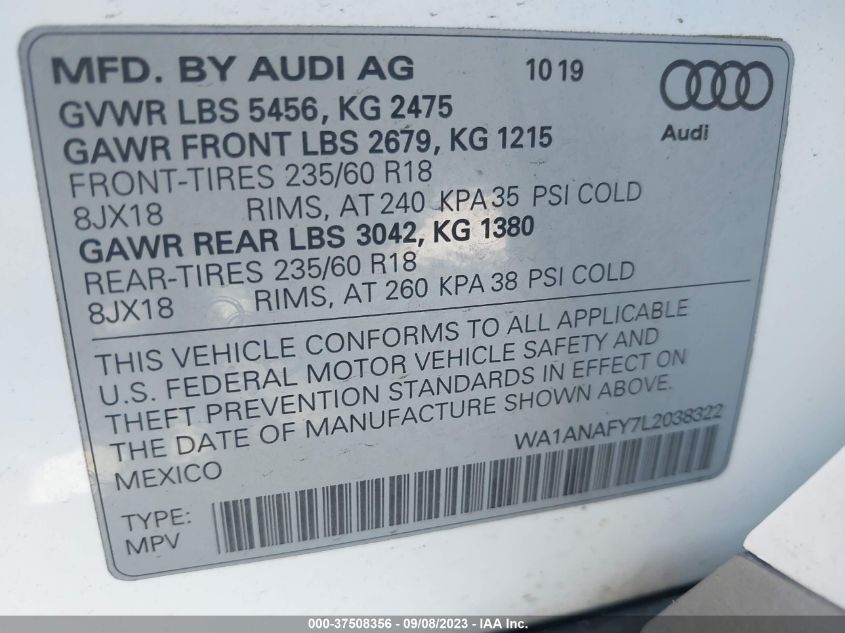 MFD. BY AUDI AG 10 19
GVWR LBS 5456, KG 2475
GAWR FRONT LBS 2679, KG 1215
Audi
FRONT-TIRES 235/60 R18
8JX18 RIMS, AT 240 KPA 35 PSI COLD
GAWR REAR LBS 3042, KG 1380
REAR-TIRES 235/60 R18
8JX18 RIMS, AT 260 KPA 38 PSI COLD
THIS VEHICLE CONFORMS TO ALL APPLICABLE
U.S. FEDERAL MOTOR VEHICLE SAFETY AND
THEFT PREVENTION STANDARDS IN EFFECT ON
THE DATE OF MANUFACTURE SHOWN ABOVE.
WA1ANAFY7L2038322
MEXICO
TYPE:
MPV
000-37508356 - 09/08/2023 - IAA Inc.